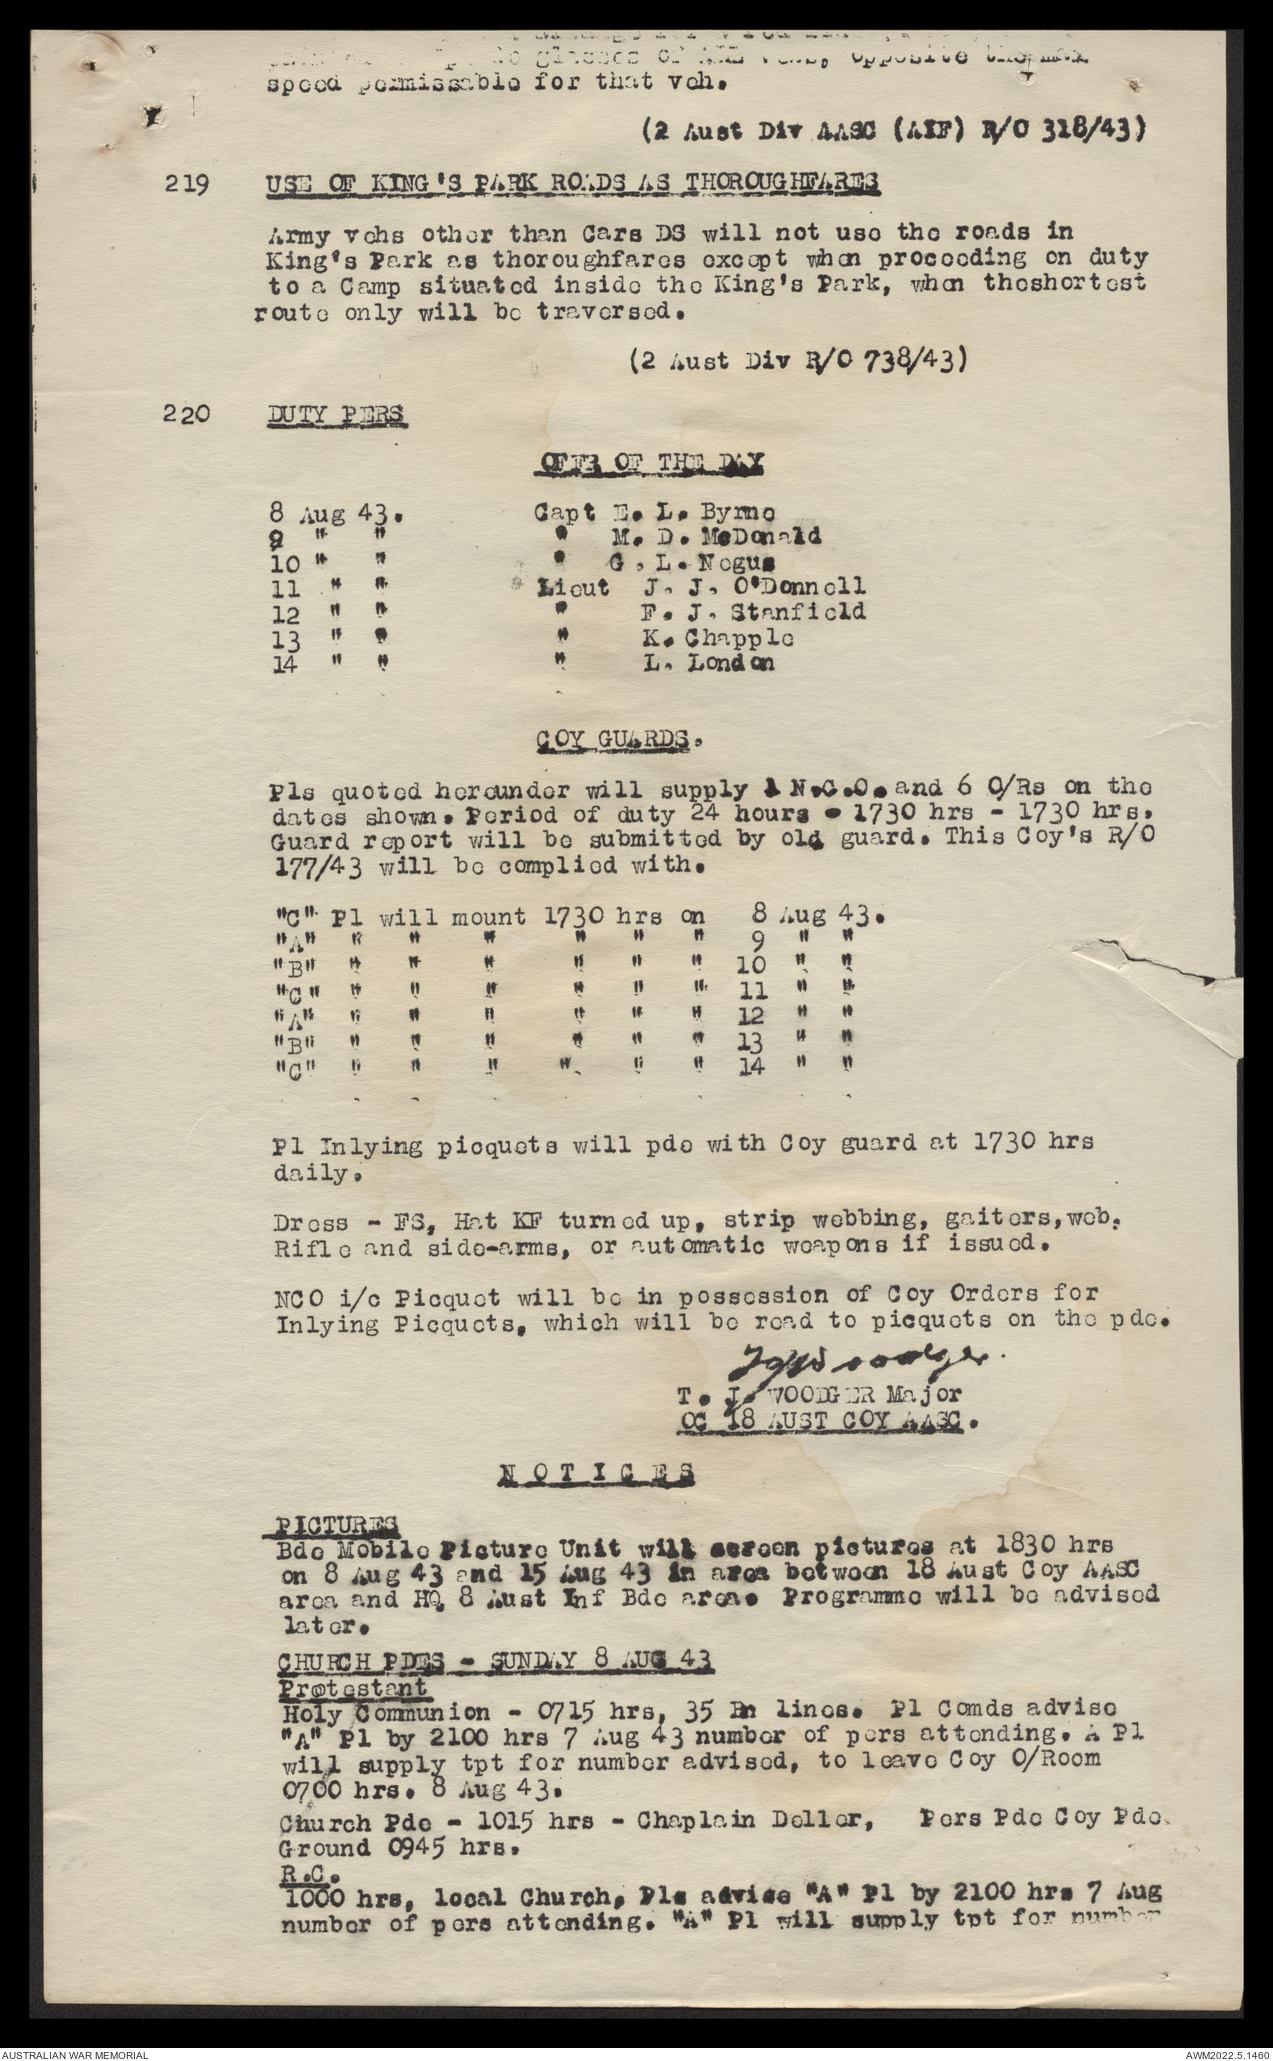 glasses of vehs, opposite the max
speed permissable for that veh.
(2 Aust Div AASC (AIF) R/O 318/43)
219 USE OF KING'S PARK ROADS AS THOROUGHFARES
Army vehs other than Cars DS will not use the roads in
King's Park as thoroughfares except when proceeding on duty
to a Camp situated inside the King's Park, when theshortest
route only will be traversed.
(2 Aust Div R/O 738/43)
220 DUTY PERS
OFFR OF THE DAY
8 Aug 43. Capt E. L. Byrne
9 " " " M. D. McDonald
10 " " " G. L. Negus
11 " " Lieut J. J. O'Donnell
12 " " " F. J. Stanfield
13 " " " K. Chapple
14 " " " L. London
COY GUARDS.
Pls quoted hereunder will supply 1 N.C.O. and 6 O/Rs on the
dates shown. Period of duty 24 hours - 1730 hrs - 1730 hrs.
Guard report will be submitted by old guard. This Coy's R/O
177/43 will be complied with.
"C" Pl will mount 1730 hrs on 8 Aug 43.
"A" " " " " " " 9 " "
"B" " " " " " " 10 " "
"C" " " " " " " 11 " "
"A" " " " " " " 12 " "
"B" " " " " " " 13 " "
"C" " " " " " " 14 " "
Pl Inlying picquets will pde with Coy guard at 1730 hrs
daily.
Dress - FS, Hat KF turned up, strip webbing, gaiters, web.
Rifle and side-arms, or automatic weapons if issued.
NCO i/c Picquet will be in possession of Coy Orders for
Inlying Picquets, which will be read to picquets on the pde.
TJWoodger.
T. J. WOODGER Major
OC 18 AUST COY AASC.
N O T I C E S
PICTURES
Bde Mobile Picture Unit will screen pictures at 1830 hrs
on 8 Aug 43 and 15 Aug 43 in area between 18 Aust Coy AASC
area and HQ 8 Aust Inf Bde area. Programme will be advised
later.
CHURCH PDES - SUNDAY 8 AUG 43
Protestant
Holy Communion - 0715 hrs, 35 Bn lines. Pl Comds advise
"A" Pl by 2100 hrs 7 Aug 43 number of pers attending. A Pl
will supply tpt for number advised, to leave Coy O/Room
0700 hrs. 8 Aug 43.
Church Pde - 1015 hrs - Chaplain Deller, Pers Pde Coy Pde
Ground 0945 hrs.
R.C.
1000 hrs, local Church, Pls advise "A" Pl by 2100 hrs 7 Aug
number of pers attending. "A" Pl will supply tpt for number
AUSTRALIAN WAR MEMORIAL AWM2022.5.1460